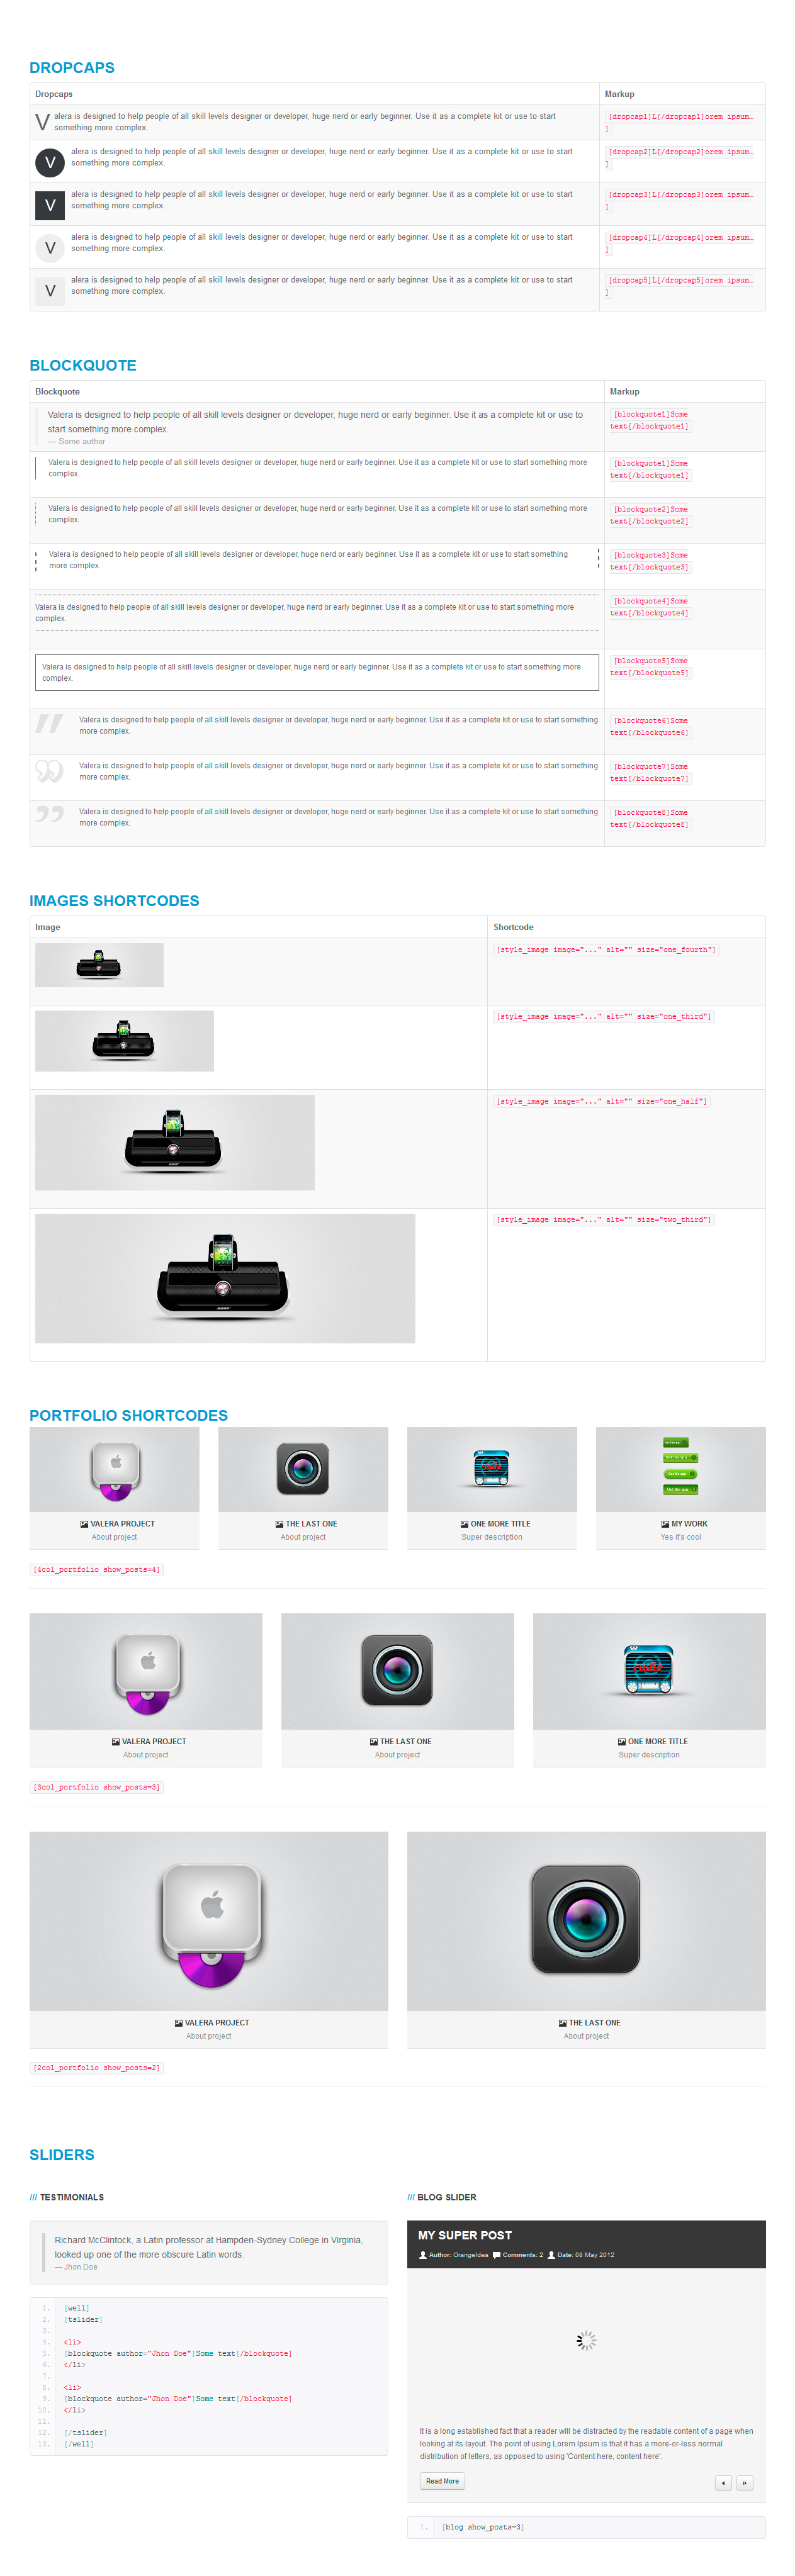 DROPCAPS
Dropcaps Markup
V alera is designed to help people of all skill levels designer or developer, huge nerd or early beginner. Use it as a complete kit or use to start
something more complex.
[dropcap1]L[/dropcap1]orem ipsum…
]
V alera is designed to help people of all skill levels designer or developer, huge nerd or early beginner. Use it as a complete kit or use to start
something more complex.
[dropcap2]L[/dropcap2]orem ipsum…
]
V alera is designed to help people of all skill levels designer or developer, huge nerd or early beginner. Use it as a complete kit or use to start
something more complex.
[dropcap3]L[/dropcap3]orem ipsum…
]
V alera is designed to help people of all skill levels designer or developer, huge nerd or early beginner. Use it as a complete kit or use to start
something more complex.
[dropcap4]L[/dropcap4]orem ipsum…
]
V alera is designed to help people of all skill levels designer or developer, huge nerd or early beginner. Use it as a complete kit or use to start
something more complex.
[dropcap5]L[/dropcap5]orem ipsum…
]
BLOCKQUOTE
Blockquote Markup
Valera is designed to help people of all skill levels designer or developer, huge nerd or early beginner. Use it as a complete kit or use to
start something more complex.
— Some author
[blockquote1]Some
text[/blockquote1]
Valera is designed to help people of all skill levels designer or developer, huge nerd or early beginner. Use it as a complete kit or use to start something more
complex.
[blockquote1]Some
text[/blockquote1]
Valera is designed to help people of all skill levels designer or developer, huge nerd or early beginner. Use it as a complete kit or use to start something more
complex.
[blockquote2]Some
text[/blockquote2]
Valera is designed to help people of all skill levels designer or developer, huge nerd or early beginner. Use it as a complete kit or use to start something
more complex.
[blockquote3]Some
text[/blockquote3]
Valera is designed to help people of all skill levels designer or developer, huge nerd or early beginner. Use it as a complete kit or use to start something more
complex.
[blockquote4]Some
text[/blockquote4]
Valera is designed to help people of all skill levels designer or developer, huge nerd or early beginner. Use it as a complete kit or use to start something more
complex.
[blockquote5]Some
text[/blockquote5]
Valera is designed to help people of all skill levels designer or developer, huge nerd or early beginner. Use it as a complete kit or use to start something
more complex.
[blockquote6]Some
text[/blockquote6]
Valera is designed to help people of all skill levels designer or developer, huge nerd or early beginner. Use it as a complete kit or use to start something
more complex.
[blockquote7]Some
text[/blockquote7]
Valera is designed to help people of all skill levels designer or developer, huge nerd or early beginner. Use it as a complete kit or use to start something
more complex.
[blockquote8]Some
text[/blockquote8]
IMAGES SHORTCODES
Image Shortcode
[style_image image="..." alt="" size="one_fourth"]
[style_image image="..." alt="" size="one_third"]
[style_image image="..." alt="" size="one_half"]
[style_image image="..." alt="" size="two_third"]
PORTFOLIO SHORTCODES
VALERA PROJECT
About project
THE LAST ONE
About project
ONE MORE TITLE
Super description
MY WORK
Yes it's cool
[4col_portfolio show_posts=4]
VALERA PROJECT
About project
THE LAST ONE
About project
ONE MORE TITLE
Super description
[3col_portfolio show_posts=3]
VALERA PROJECT
About project
THE LAST ONE
About project
[2col_portfolio show_posts=2]
SLIDERS
/// TESTIMONIALS
Richard McClintock, a Latin professor at Hampden-Sydney College in Virginia,
looked up one of the more obscure Latin words.
— Jhon Doe
1. [well]
2. [tslider]
3.
4. <li>
5. [blockquote author="Jhon Doe"]Some text[/blockquote]
6. </li>
7.
8. <li>
9. [blockquote author="Jhon Doe"]Some text[/blockquote]
10. </li>
11.
12. [/tslider]
13. [/well]
/// BLOG SLIDER
MY SUPER POST
Author: OrangeIdea Comments: 2 Date: 08 May 2012
It is a long established fact that a reader will be distracted by the readable content of a page when
looking at its layout. The point of using Lorem Ipsum is that it has a more-or-less normal
distribution of letters, as opposed to using 'Content here, content here'.
Read More « »
1. [blog show_posts=3]